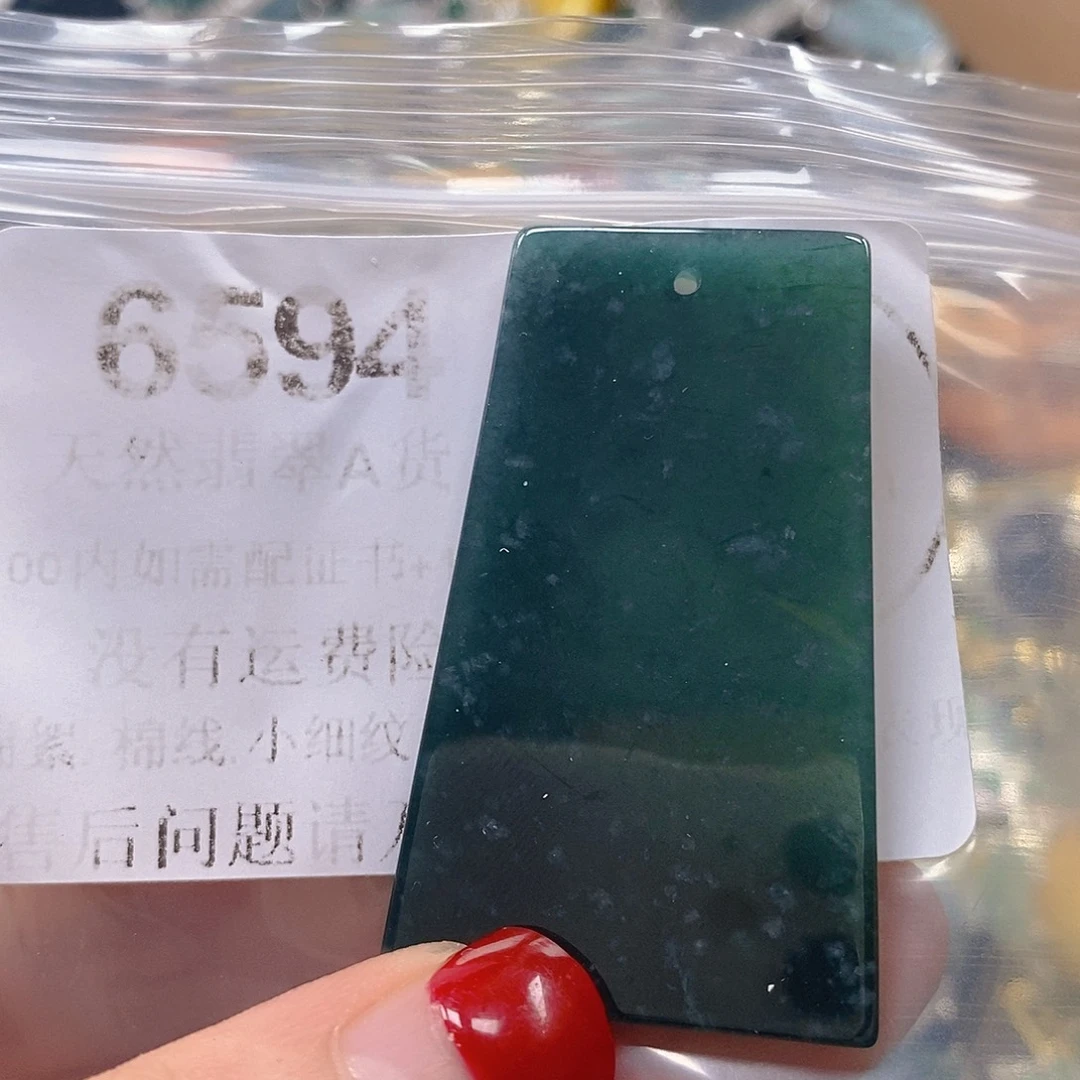 6594
天然翡翠A货
00内如需配证书+
没有运费险
絮. 棉线.小细纹
售后问题请